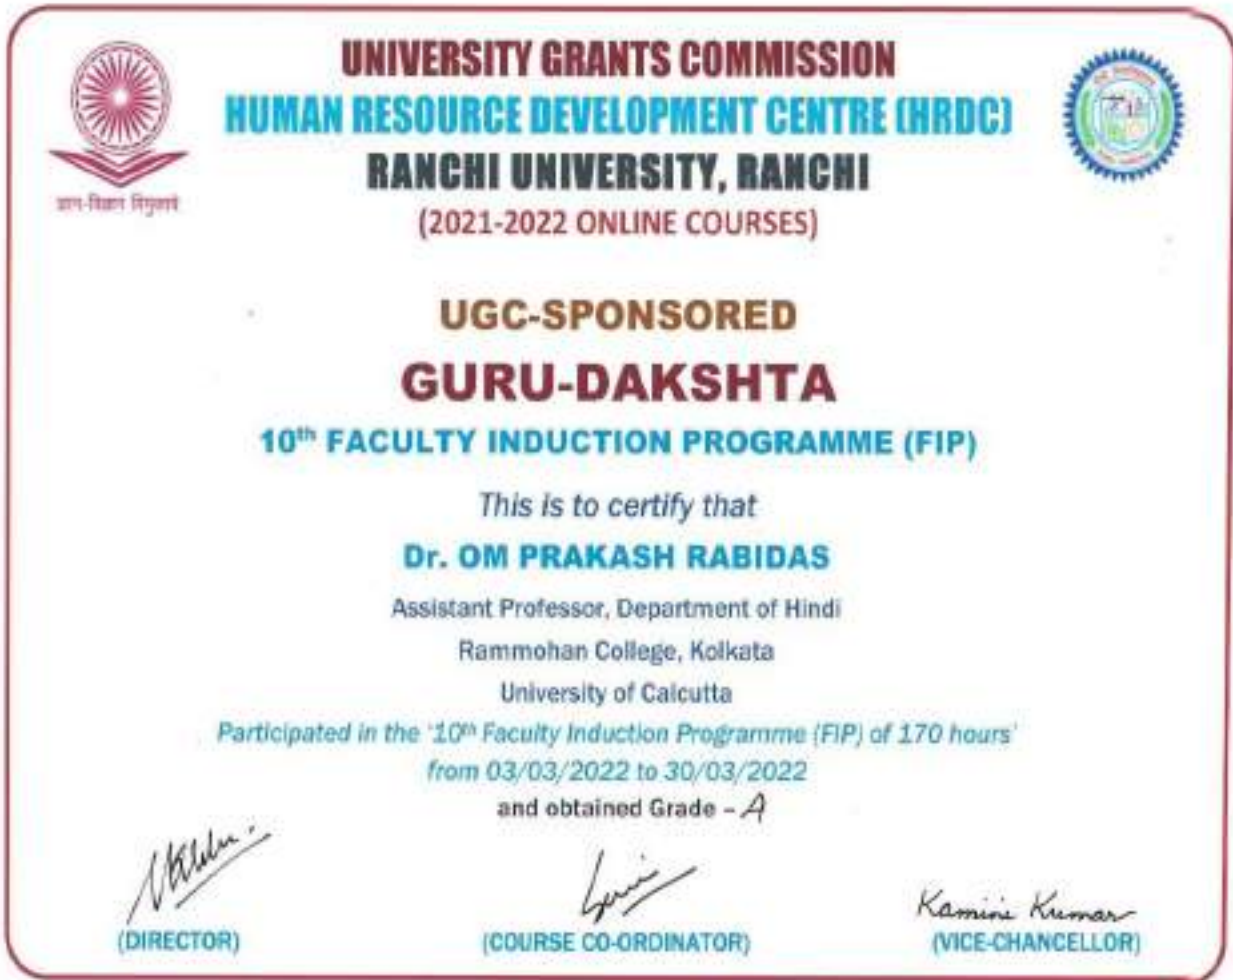 UNIVERSITY GRANTS COMMISSION
HUMAN RESOURCE DEVELOPMENT CENTRE (HRDC)
RANCHI UNIVERSITY, RANCHI
(2021-2022 ONLINE COURSES)
ज्ञान-विज्ञान विमुक्तये
UGC-SPONSORED
GURU-DAKSHTA
10th FACULTY INDUCTION PROGRAMME (FIP)
This is to certify that
Dr. OM PRAKASH RABIDAS
Assistant Professor, Department of Hindi
Rammohan College, Kolkata
University of Calcutta
Participated in the '10th Faculty Induction Programme (FIP) of 170 hours'
from 03/03/2022 to 30/03/2022
and obtained Grade – A
Kamini Kumar
(DIRECTOR)
(COURSE CO-ORDINATOR)
(VICE-CHANCELLOR)